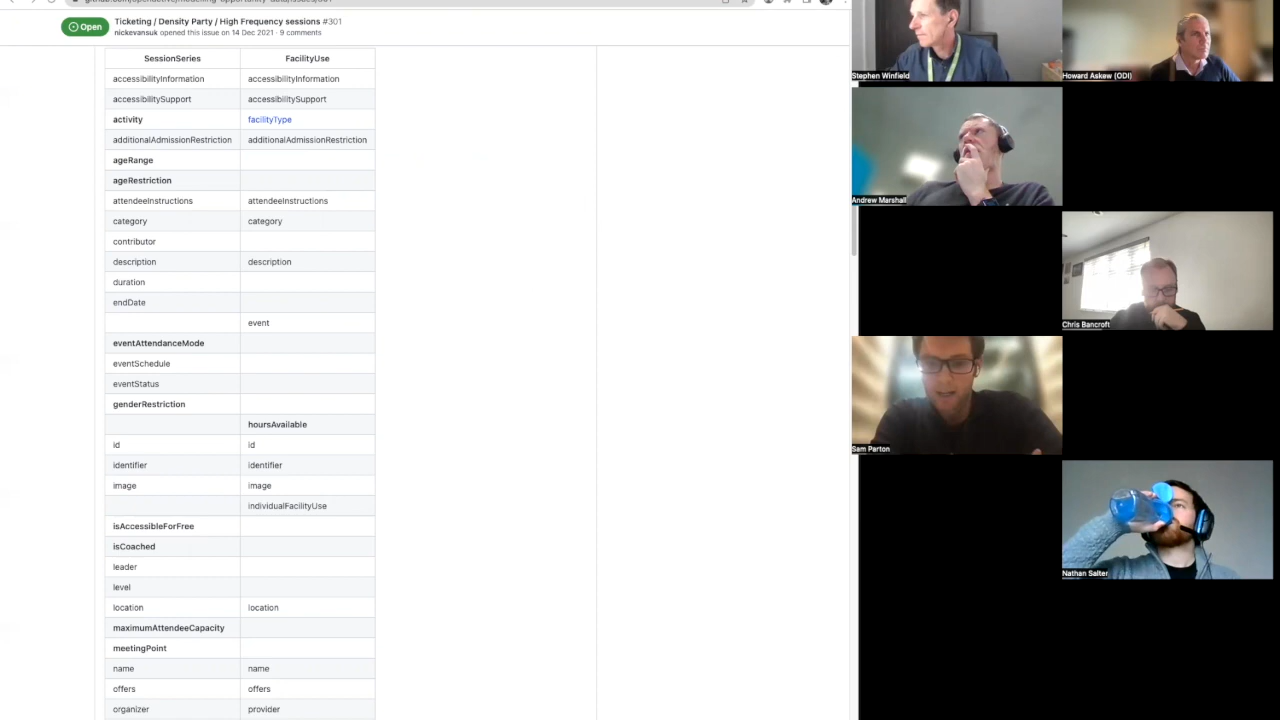 Open
Ticketing / Density Party / High Frequency sessions #301
nickevansuk opened this issue on 14 Dec 2021 · 9 comments
SessionSeries FacilityUse
accessibilityInformation accessibilityInformation
accessibilitySupport accessibilitySupport
activity facilityType
additionalAdmissionRestriction additionalAdmissionRestriction
ageRange
ageRestriction
attendeeInstructions attendeeInstructions
category category
contributor
description description
duration
endDate
event
eventAttendanceMode
eventSchedule
eventStatus
genderRestriction
hoursAvailable
id id
identifier identifier
image image
individualFacilityUse
isAccessibleForFree
isCoached
leader
level
location location
maximumAttendeeCapacity
meetingPoint
name name
offers offers
organizer provider
Stephen Winfield
Howard Askew (ODI)
Andrew Marshall
Chris Bancroft
Sam Parton
Nathan Salter